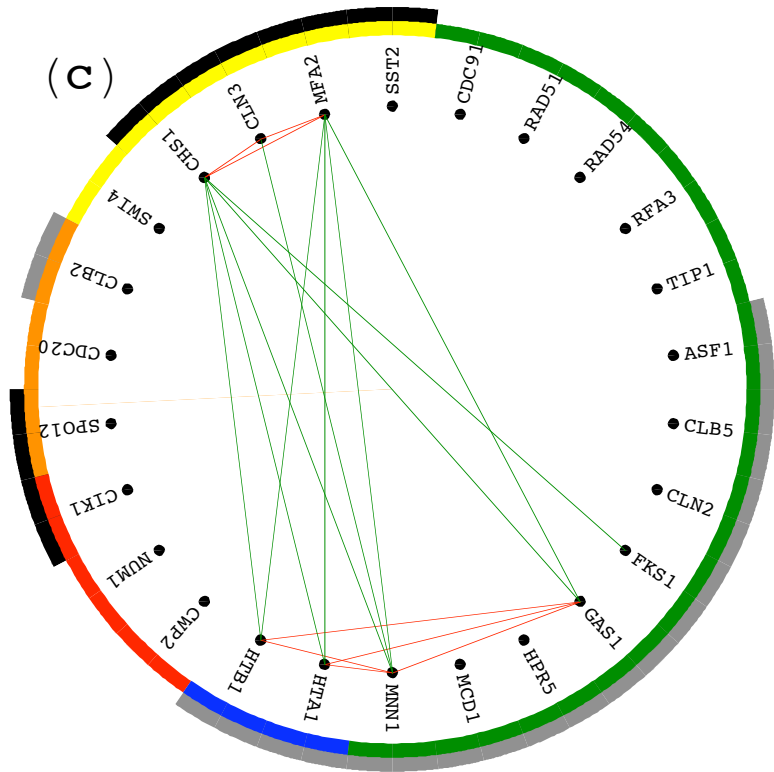 (c)
SST2
CDC91
RAD51
RAD54
RFA3
TIP1
ASF1
CLB5
CLN2
FKS1
GAS1
HPR5
MCD1
MNN1
HTA1
HTB1
CWP2
NUM1
CIK1
SPO12
CDC20
CLB2
SWI4
CHS1
CLN3
MFA2